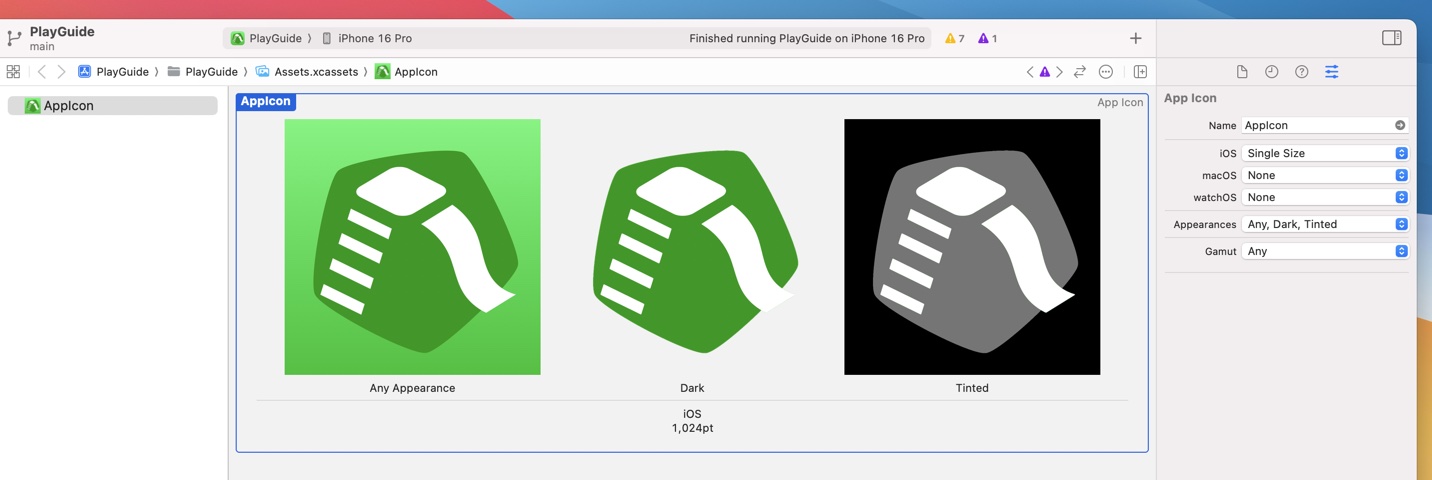 PlayGuide
main
PlayGuide 〉 iPhone 16 Pro
Finished running PlayGuide on iPhone 16 Pro
7
1
PlayGuide 〉 PlayGuide 〉 Assets.xcassets 〉 AppIcon
AppIcon
AppIcon
App Icon
Any Appearance
Dark
Tinted
iOS
1,024pt
App Icon
Name AppIcon
iOS Single Size
macOS None
watchOS None
Appearances Any, Dark, Tinted
Gamut Any